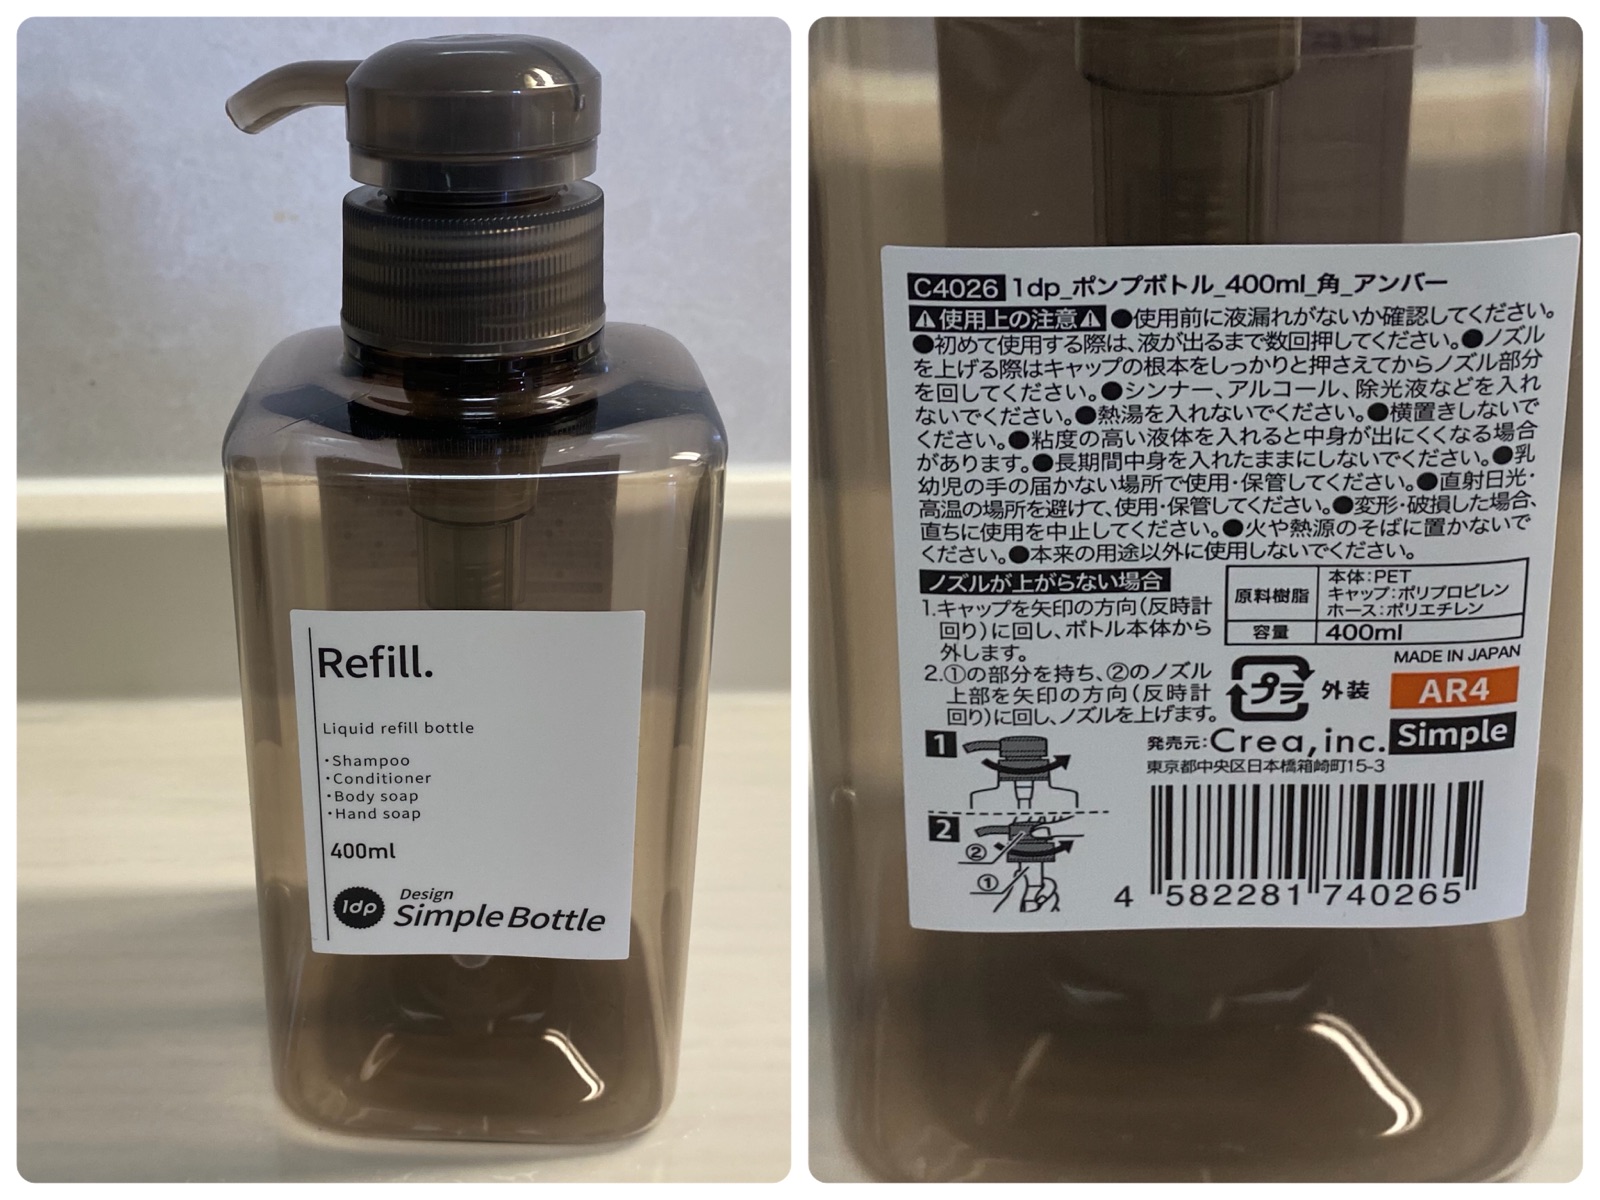 Refill.
Liquid refill bottle
・Shampoo
・Conditioner
・Body soap
・Hand soap
400ml
1dp
Design
Simple Bottle
C4026 1dp_ポンプボトル_400ml_角_アンバー
⚠使用上の注意⚠ ●使用前に液漏れがないか確認してください。
●初めて使用する際は、液が出るまで数回押してください。●ノズル
を上げる際はキャップの根本をしっかりと押さえてからノズル部分
を回してください。●シンナー、アルコール、除光液などを入れ
ないでください。●熱湯を入れないでください。●横置きしないで
ください。●粘度の高い液体を入れると中身が出にくくなる場合
があります。●長期間中身を入れたままにしないでください。●乳
幼児の手の届かない場所で使用・保管してください。●直射日光・
高温の場所を避けて、使用・保管してください。●変形・破損した場合、
直ちに使用を中止してください。●火や熱源のそばに置かないで
ください。●本来の用途以外に使用しないでください。
ノズルが上がらない場合
1.キャップを矢印の方向(反時計
回り)に回し、ボトル本体から
外します。
2.①の部分を持ち、②のノズル
上部を矢印の方向(反時計
回り)に回し、ノズルを上げます。
原料樹脂
本体:PET
キャップ:ポリプロピレン
ホース:ポリエチレン
容量 400ml
MADE IN JAPAN
プラ 外装 AR4
発売元:Crea,inc. Simple
東京都中央区日本橋箱崎町15-3
1
2
②
①
4 582281 740265